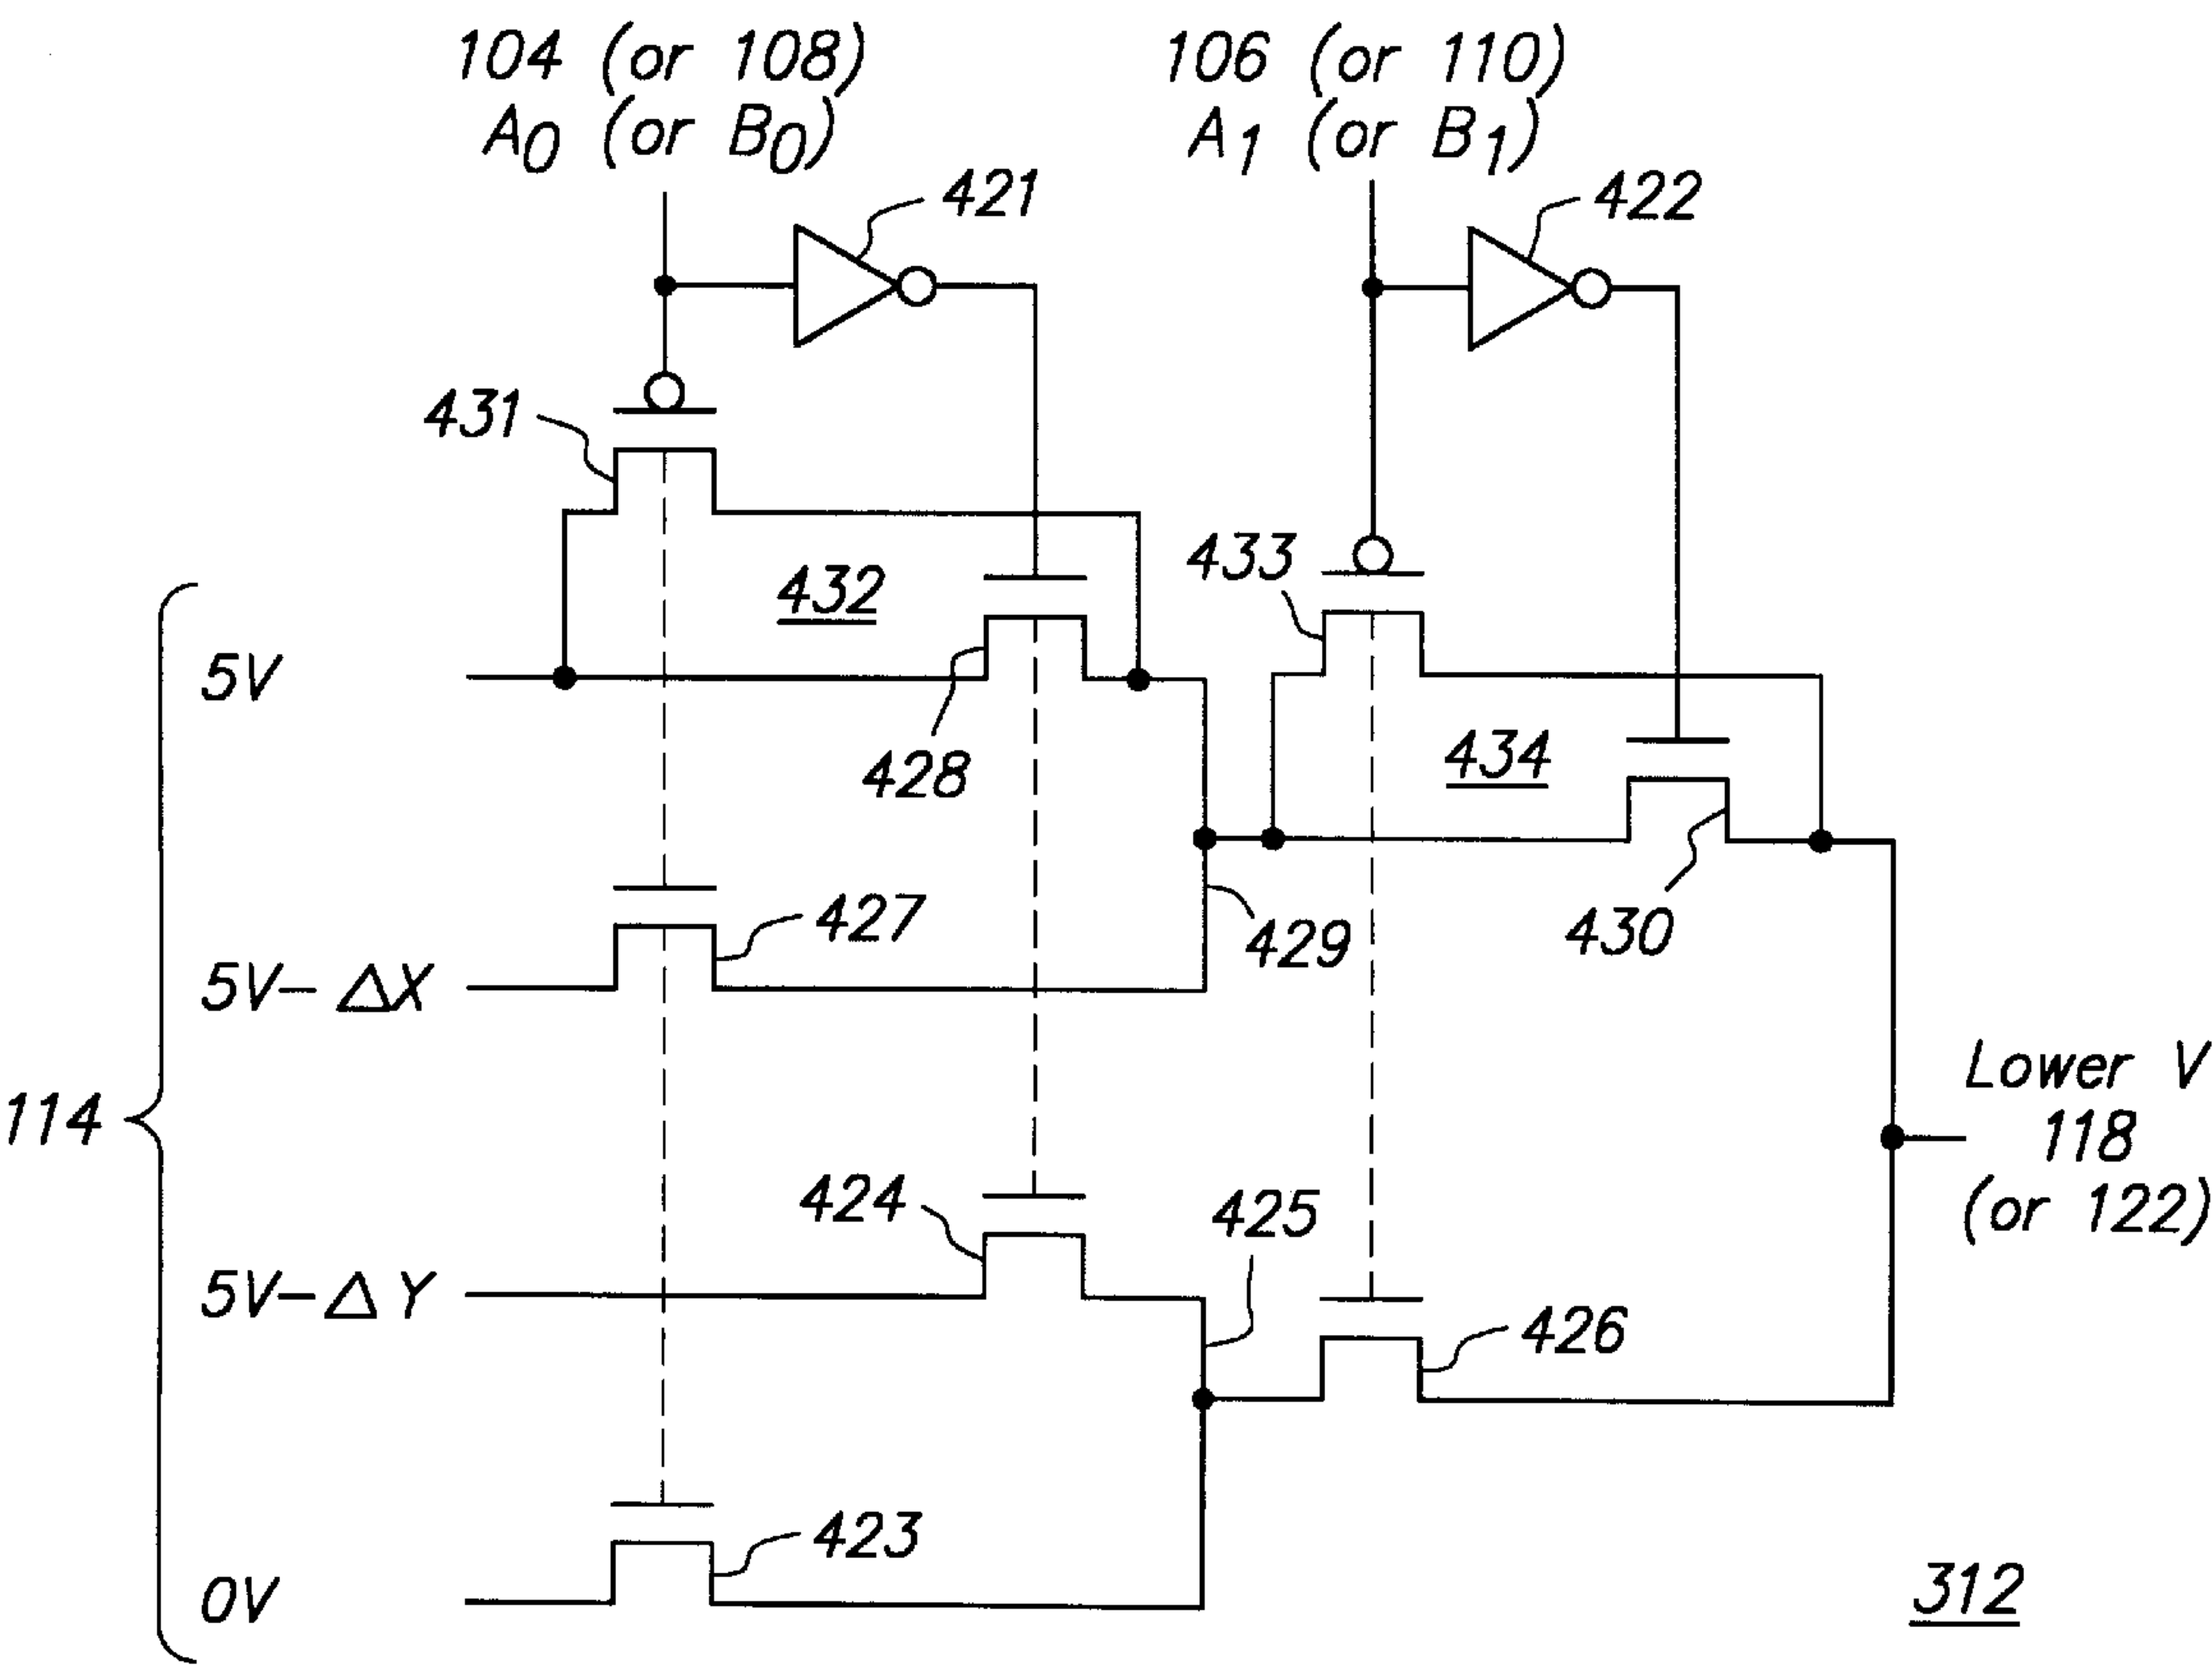 104 (or 108)
A0 (or B0)
106 (or 110)
A1 (or B1)
421
422
431
432
433
5V
428
434
427
429
430
5V-ΔX
114
Lower V
118
(or 122)
424
425
5V-ΔY
426
423
0V
312